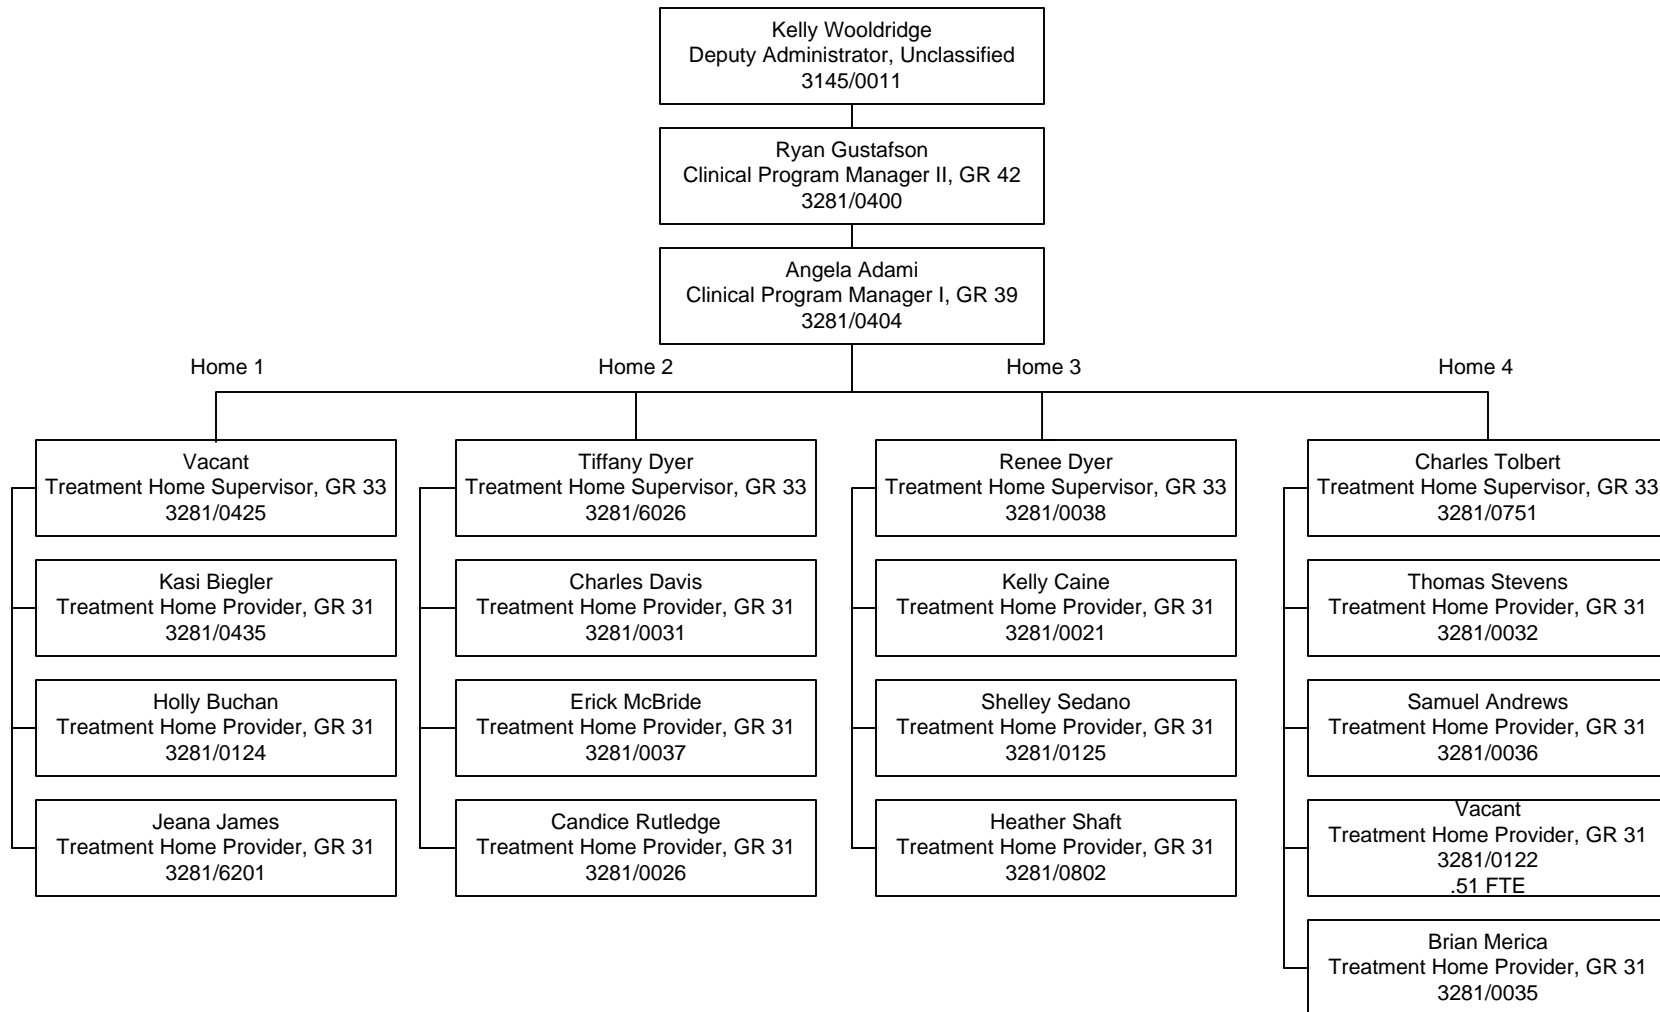 Kelly Wooldridge
Deputy Administrator, Unclassified
3145/0011
Ryan Gustafson
Clinical Program Manager II, GR 42
3281/0400
Angela Adami
Clinical Program Manager I, GR 39
3281/0404
Home 1
Home 2
Home 3
Home 4
Vacant
Treatment Home Supervisor, GR 33
3281/0425
Kasi Biegler
Treatment Home Provider, GR 31
3281/0435
Holly Buchan
Treatment Home Provider, GR 31
3281/0124
Jeana James
Treatment Home Provider, GR 31
3281/6201
Tiffany Dyer
Treatment Home Supervisor, GR 33
3281/6026
Charles Davis
Treatment Home Provider, GR 31
3281/0031
Erick McBride
Treatment Home Provider, GR 31
3281/0037
Candice Rutledge
Treatment Home Provider, GR 31
3281/0026
Renee Dyer
Treatment Home Supervisor, GR 33
3281/0038
Kelly Caine
Treatment Home Provider, GR 31
3281/0021
Shelley Sedano
Treatment Home Provider, GR 31
3281/0125
Heather Shaft
Treatment Home Provider, GR 31
3281/0802
Charles Tolbert
Treatment Home Supervisor, GR 33
3281/0751
Thomas Stevens
Treatment Home Provider, GR 31
3281/0032
Samuel Andrews
Treatment Home Provider, GR 31
3281/0036
Vacant
Treatment Home Provider, GR 31
3281/0122
.51 FTE
Brian Merica
Treatment Home Provider, GR 31
3281/0035